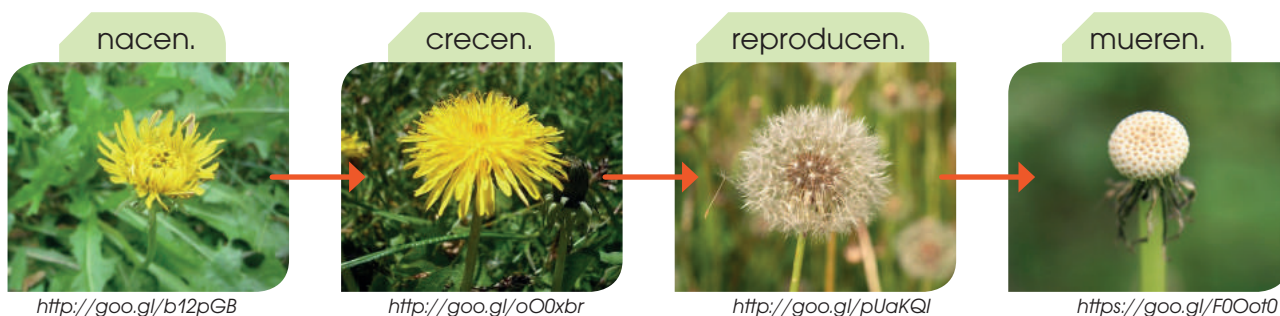 nacen.
crecen.
reproducen.
mueren.
http://goo.gl/b12pGB
http://goo.gl/oO0xbr
http://goo.gl/pUaKQI
https://goo.gl/F0Oot0